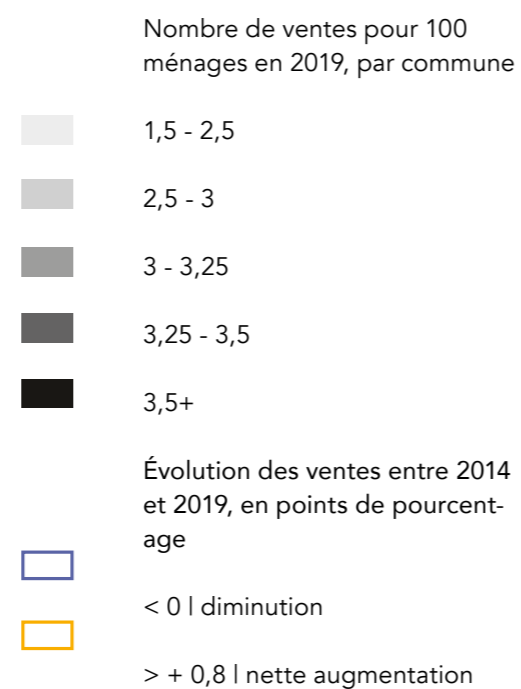 Nombre de ventes pour 100
ménages en 2019, par commune
1,5 - 2,5
2,5 - 3
3 - 3,25
3,25 - 3,5
3,5+
Évolution des ventes entre 2014
et 2019, en points de pourcent-
age
< 0 | diminution
> + 0,8 | nette augmentation